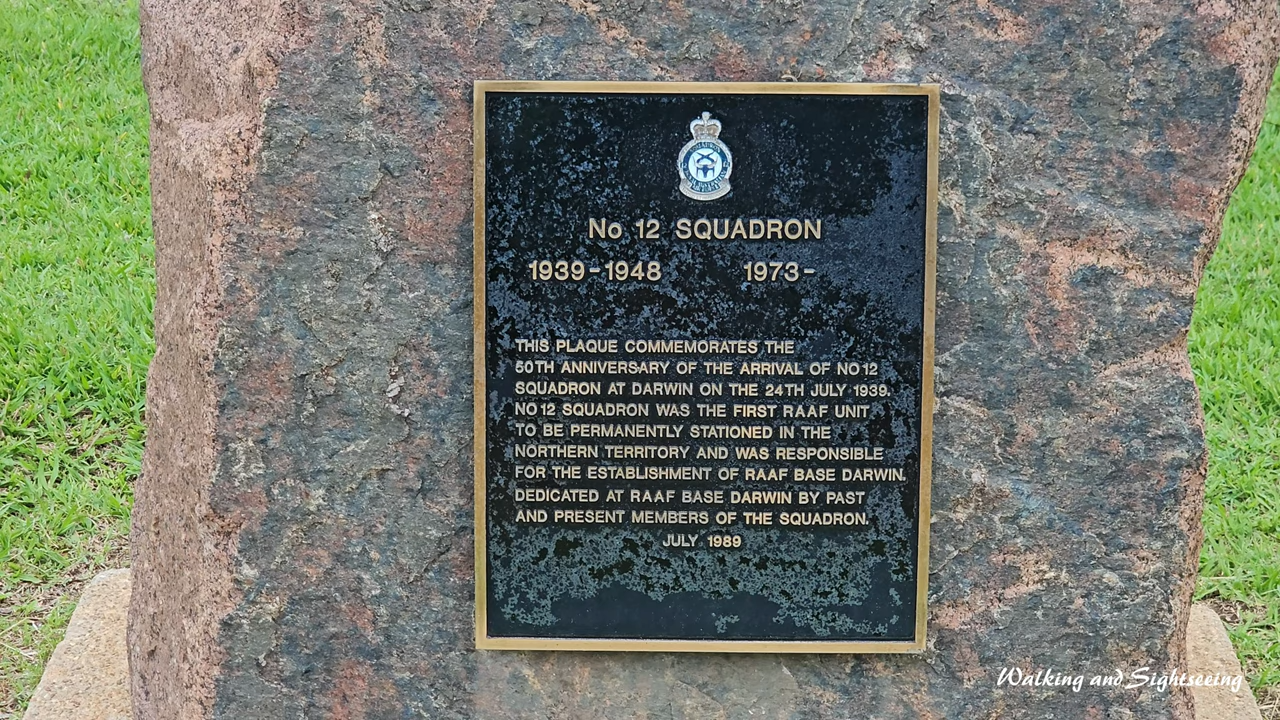 No 12 SQUADRON
1939-1948 1973-
THIS PLAQUE COMMEMORATES THE
50TH ANNIVERSARY OF THE ARRIVAL OF NO 12
SQUADRON AT DARWIN ON THE 24TH JULY 1939.
NO 12 SQUADRON WAS THE FIRST RAAF UNIT
TO BE PERMANENTLY STATIONED IN THE
NORTHERN TERRITORY AND WAS RESPONSIBLE
FOR THE ESTABLISHMENT OF RAAF BASE DARWIN.
DEDICATED AT RAAF BASE DARWIN BY PAST
AND PRESENT MEMBERS OF THE SQUADRON.
JULY 1989
Walking and Sightseeing